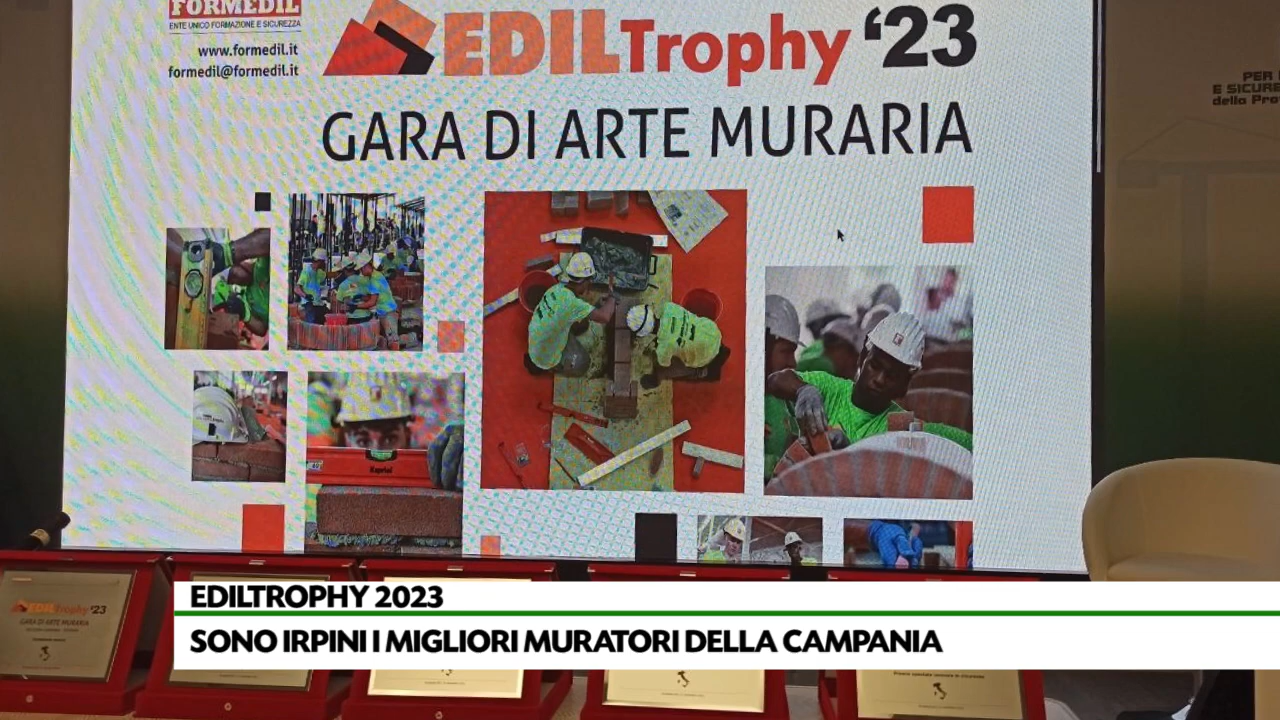 FORMEDIL
ENTE UNICO FORMAZIONE E SICUREZZA
www.formedil.it
formedil@formedil.it
EDILTrophy '23
GARA DI ARTE MURARIA
PER
E SICURE
della Pro
Kapriol
EDILTrophy '23
GARA DI ARTE MURARIA
EDILTROPHY 2023
SONO IRPINI I MIGLIORI MURATORI DELLA CAMPANIA